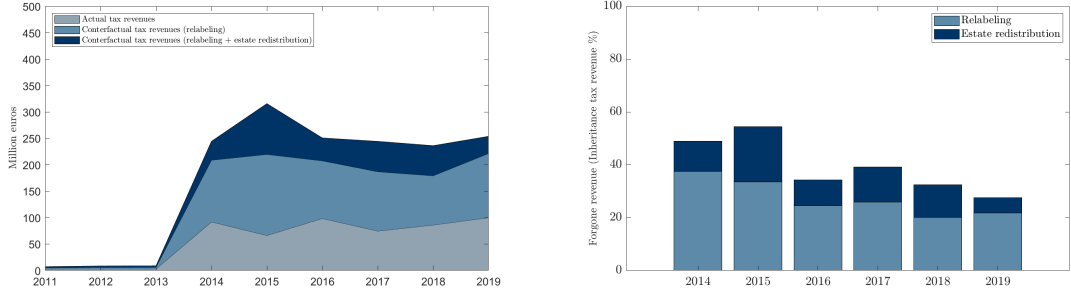 Actual tax revenues
Conterfactual tax revenues (relabeling)
Conterfactual tax revenues (relabeling + estate redistribution)
Million euros
500
450
400
350
300
250
200
150
100
50
0
2011 2012 2013 2014 2015 2016 2017 2018 2019
Relabeling
Estate redistribution
Forgone revenue (Inheritance tax revenue %)
100
80
60
40
20
0
2014 2015 2016 2017 2018 2019